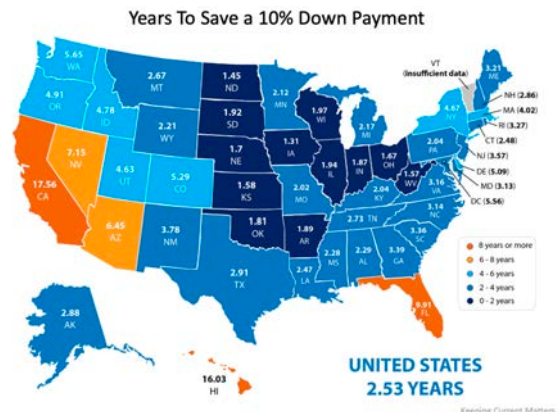 Years To Save a 10% Down Payment
5.65
WA
4.91
OR
4.78
ID
2.67
MT
1.45
ND
2.12
MN
1.92
SD
1.97
WI
2.17
MI
VT
(Insufficient data)
3.21
ME
NH (2.86)
MA (4.02)
RI (3.27)
CT (2.48)
NJ (3.57)
DE (5.09)
MD (3.13)
DC (5.56)
4.67
NY
2.04
PA
7.15
NV
17.56
CA
4.63
UT
2.21
WY
5.29
CO
1.7
NE
1.31
IA
1.94
IL
1.87
IN
1.67
OH
1.57
WV
3.16
VA
1.58
KS
2.02
MO
2.04
KY
3.14
NC
2.73 TN
3.36
SC
6.45
AZ
3.78
NM
1.81
OK
1.89
AR
2.28
MS
2.29
AL
3.39
GA
2.91
TX
2.47
LA
9.91
FL
8 years or more
6 - 8 years
4 - 6 years
2 - 4 years
0 - 2 years
2.88
AK
16.03
HI
UNITED STATES
2.53 YEARS
Keeping Current Matters